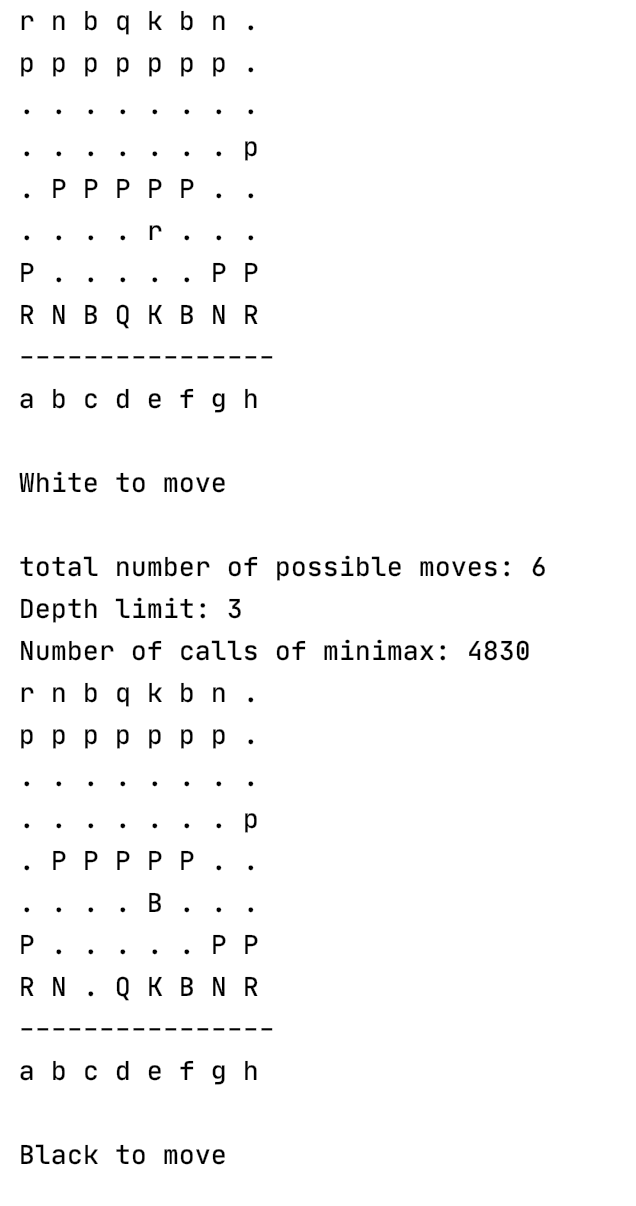 r n b q k b n .
p p p p p p p .
. . . . . . . .
. . . . . . . p
. P P P P P . .
. . . . r . . .
P . . . . . P P
R N B Q K B N R
----------------
a b c d e f g h
White to move
total number of possible moves: 6
Depth limit: 3
Number of calls of minimax: 4830
r n b q k b n .
p p p p p p p .
. . . . . . . .
. . . . . . . p
. P P P P P . .
. . . . B . . .
P . . . . . P P
R N . Q K B N R
----------------
a b c d e f g h
Black to move